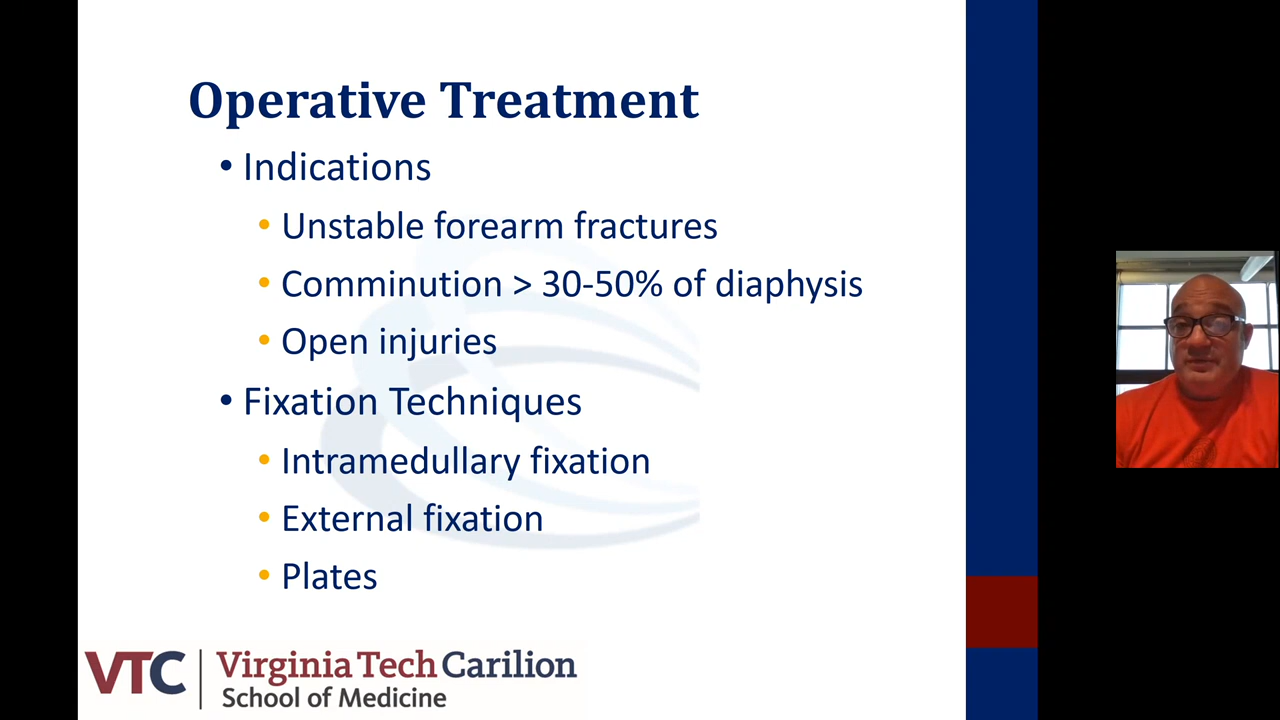 Operative Treatment
• Indications
• Unstable forearm fractures
• Comminution > 30-50% of diaphysis
• Open injuries
• Fixation Techniques
• Intramedullary fixation
• External fixation
• Plates
VTC | Virginia Tech Carilion
School of Medicine